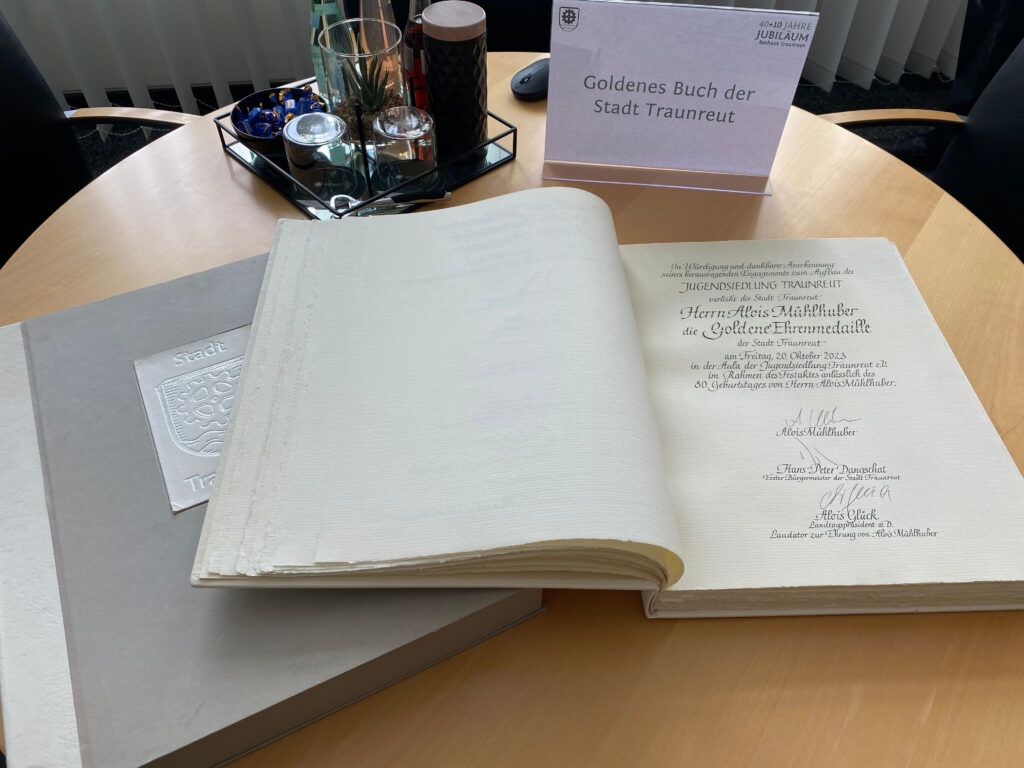 40+10 JAHRE
JUBILÄUM
Rathaus Traunreut
Goldenes Buch der
Stadt Traunreut
In Würdigung und dankbarer Anerkennung
seines herausragenden Engagements zum Aufbau der
JUGENDSIEDLUNG TRAUNREUT
verleiht die Stadt Traunreut
Herrn Alois Mühlhuber
die Goldene Ehrenmedaille
der Stadt Traunreut
am Freitag, 20. Oktober 2023
in der Aula der Jugendsiedlung Traunreut e.V.
im Rahmen des Festaktes anlässlich des
80. Geburtstages von Herrn Alois Mühlhuber.
Alois Mühlhuber
Hans Peter Dangschat
Erster Bürgermeister der Stadt Traunreut
Alois Glück
Landtagspräsident a.D.
Laudator zur Ehrung von Alois Mühlhuber
Stadt
Tra